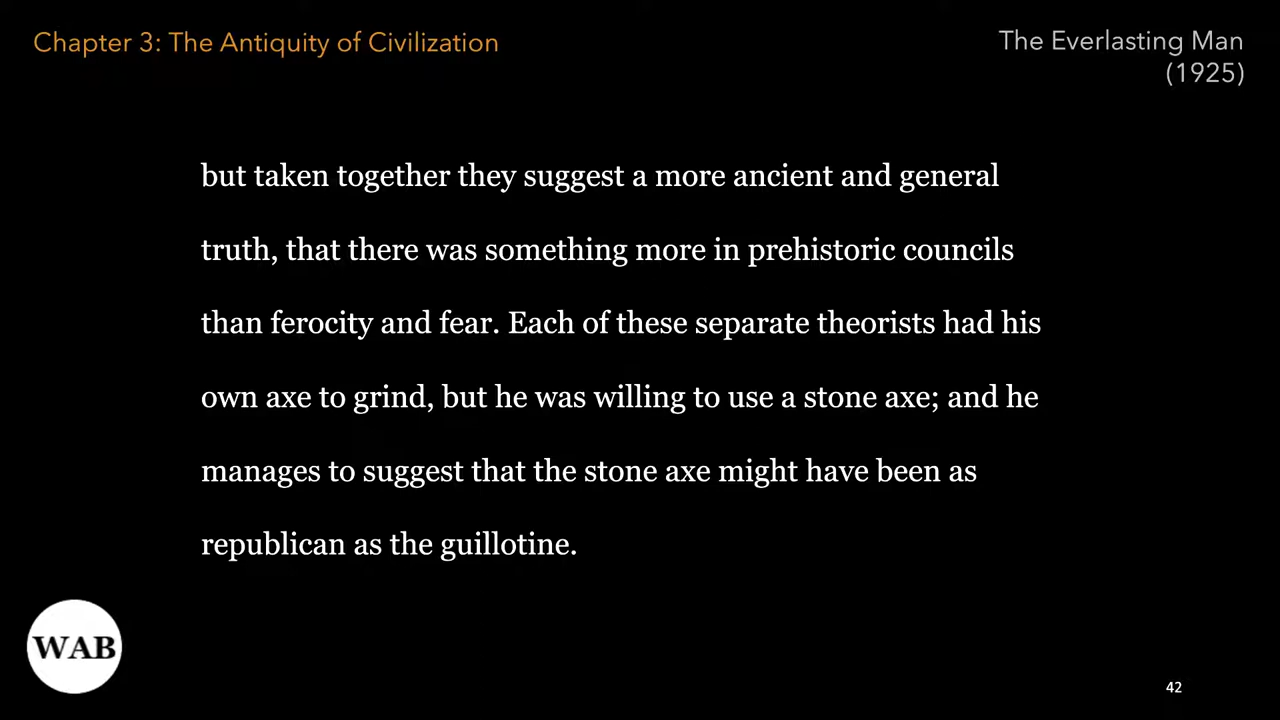 Chapter 3: The Antiquity of Civilization
The Everlasting Man
(1925)
but taken together they suggest a more ancient and general
truth, that there was something more in prehistoric councils
than ferocity and fear. Each of these separate theorists had his
own axe to grind, but he was willing to use a stone axe; and he
manages to suggest that the stone axe might have been as
republican as the guillotine.
WAB
42